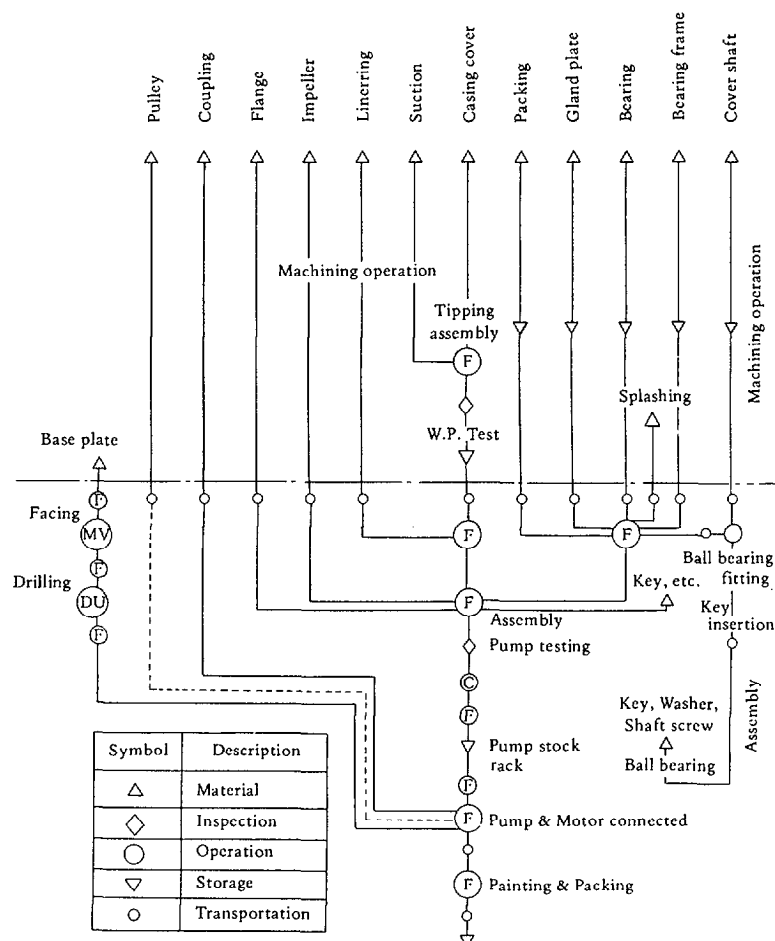 Pulley
Coupling
Flange
Impeller
Linerring
Suction
Casing cover
Packing
Gland plate
Bearing
Bearing frame
Cover shaft
Machining operation
Tipping
assembly
F
Machining operation
Splashing
W.P. Test
Base plate
F
Facing
MV
F
F
F
Ball bearing
fitting
Drilling
DU
F
Key, etc.
F
Assembly
Key
insertion
Pump testing
C
F
Key, Washer,
Shaft screw
Assembly
Pump stock
rack
Ball bearing
F
F
Pump & Motor connected
F
Painting & Packing
Symbol
Description
Material
Inspection
Operation
Storage
Transportation